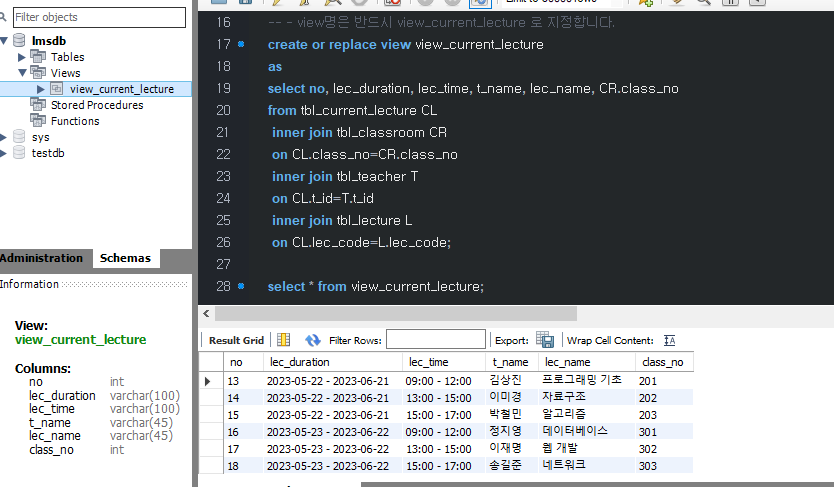 Filter objects
lmsdb
Tables
Views
view_current_lecture
Stored Procedures
Functions
sys
testdb
Administration Schemas
Information
View:
view_current_lecture
Columns:
no int
lec_duration varchar(100)
lec_time varchar(100)
t_name varchar(45)
lec_name varchar(45)
class_no int
16 -- - view명은 반드시 view_current_lecture 로 지정합니다.
17 create or replace view view_current_lecture
18 as
19 select no, lec_duration, lec_time, t_name, lec_name, CR.class_no
20 from tbl_current_lecture CL
21 inner join tbl_classroom CR
22 on CL.class_no=CR.class_no
23 inner join tbl_teacher T
24 on CL.t_id=T.t_id
25 inner join tbl_lecture L
26 on CL.lec_code=L.lec_code;
27
28 select * from view_current_lecture;
Result Grid Filter Rows: Export: Wrap Cell Content:
no lec_duration lec_time t_name lec_name class_no
13 2023-05-22 - 2023-06-21 09:00 - 12:00 김상진 프로그래밍 기초 201
14 2023-05-22 - 2023-06-21 13:00 - 15:00 이미경 자료구조 202
15 2023-05-22 - 2023-06-21 15:00 - 17:00 박철민 알고리즘 203
16 2023-05-23 - 2023-06-22 09:00 - 12:00 정지영 데이터베이스 301
17 2023-05-23 - 2023-06-22 13:00 - 15:00 이재명 웹 개발 302
18 2023-05-23 - 2023-06-22 15:00 - 17:00 송길준 네트워크 303